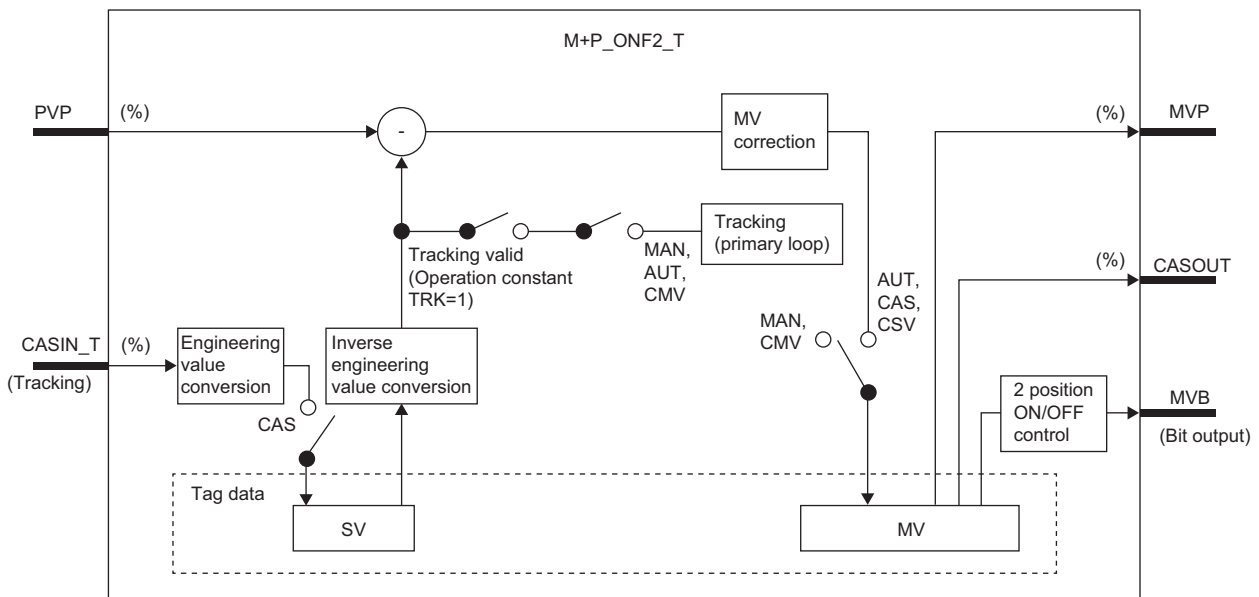 M+P_ONF2_T
PVP
(%)
-
MV
correction
(%)
MVP
Tracking valid
(Operation constant
TRK=1)
MAN,
AUT,
CMV
Tracking
(primary loop)
(%)
CASOUT
AUT,
CAS,
CSV
MAN,
CMV
CASIN_T
(Tracking)
(%)
Engineering
value
conversion
CAS
Inverse
engineering
value conversion
2 position
ON/OFF
control
MVB
(Bit output)
Tag data
SV
MV